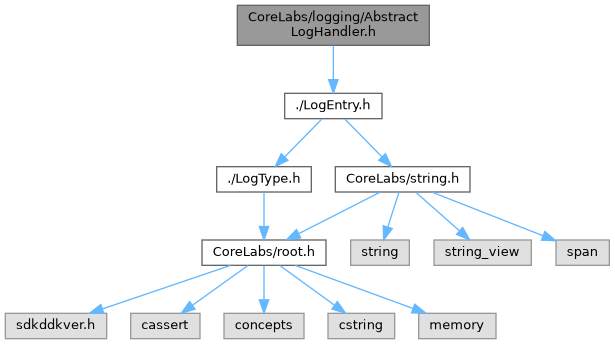 CoreLabs/logging/Abstract
LogHandler.h
./LogEntry.h
./LogType.h
CoreLabs/string.h
CoreLabs/root.h
string
string_view
span
sdkddkver.h
cassert
concepts
cstring
memory